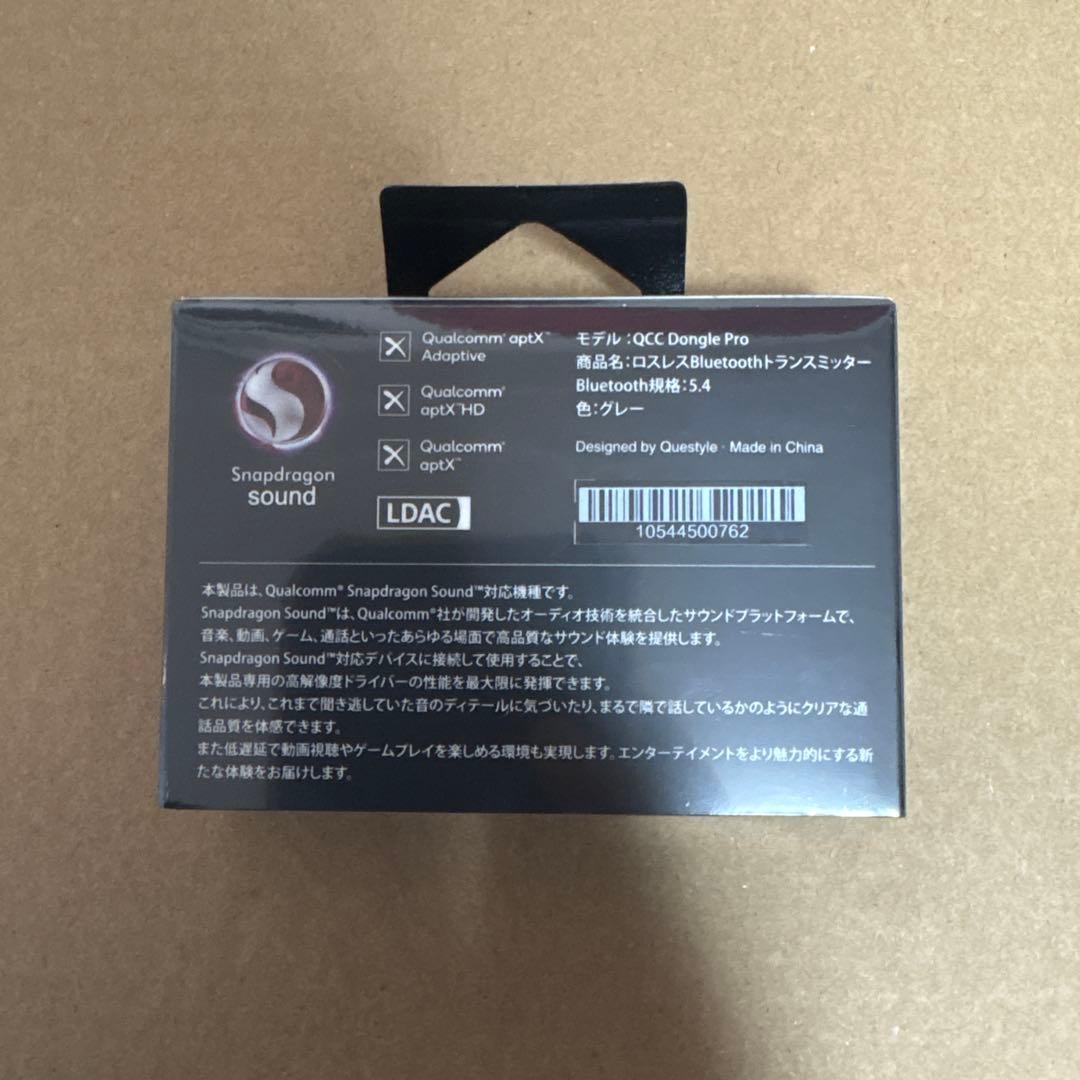 Snapdragon
sound
Qualcomm® aptX™
Adaptive
Qualcomm®
aptX™HD
Qualcomm®
aptX™
LDAC
モデル：QCC Dongle Pro
商品名：ロスレスBluetoothトランスミッター
Bluetooth規格：5.4
色：グレー
Designed by Questyle · Made in China
10544500762
本製品は、Qualcomm® Snapdragon Sound™対応機種です。
Snapdragon Sound™は、Qualcomm®社が開発したオーディオ技術を統合したサウンドプラットフォームで、
音楽、動画、ゲーム、通話といったあらゆる場面で高品質なサウンド体験を提供します。
Snapdragon Sound™対応デバイスに接続して使用することで、
本製品専用の高解像度ドライバーの性能を最大限に発揮できます。
これにより、これまで聞き逃していた音のディテールに気づいたり、まるで隣で話しているかのようにクリアな通
話品質を体感できます。
また低遅延で動画視聴やゲームプレイを楽しめる環境も実現します。エンターテイメントをより魅力的にする新
たな体験をお届けします。